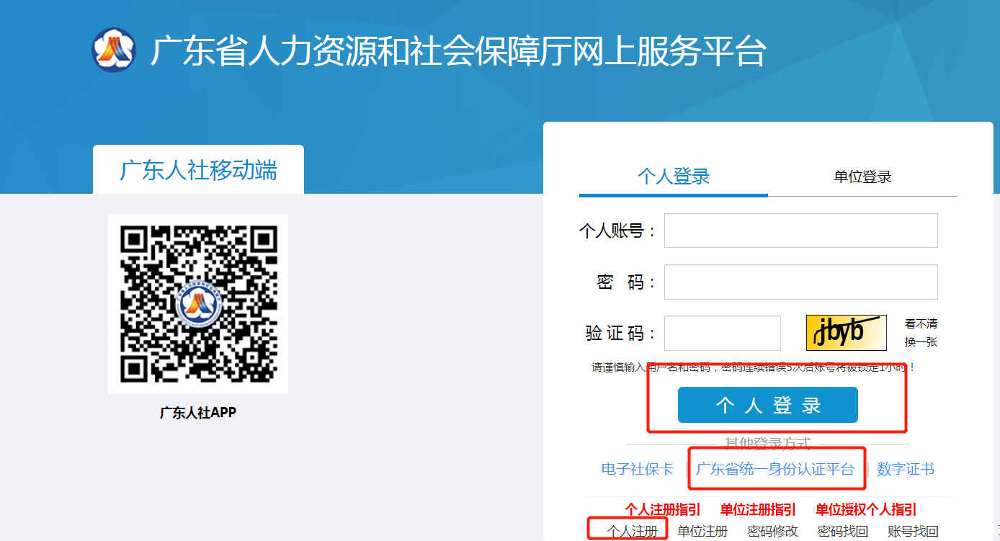 广东省人力资源和社会保障厅网上服务平台
广东人社移动端
广东人社APP
个人登录 单位登录
个人账号：
密 码：
验 证 码： jbyb 看不清
换一张
请谨慎输入用户名和密码，密码连续错误5次后账号将被锁定1小时！
个 人 登 录
其他登录方式
电子社保卡 | 广东省统一身份认证平台 | 数字证书
个人注册指引 单位注册指引 单位授权个人指引
个人注册 单位注册 密码修改 密码找回 账号找回